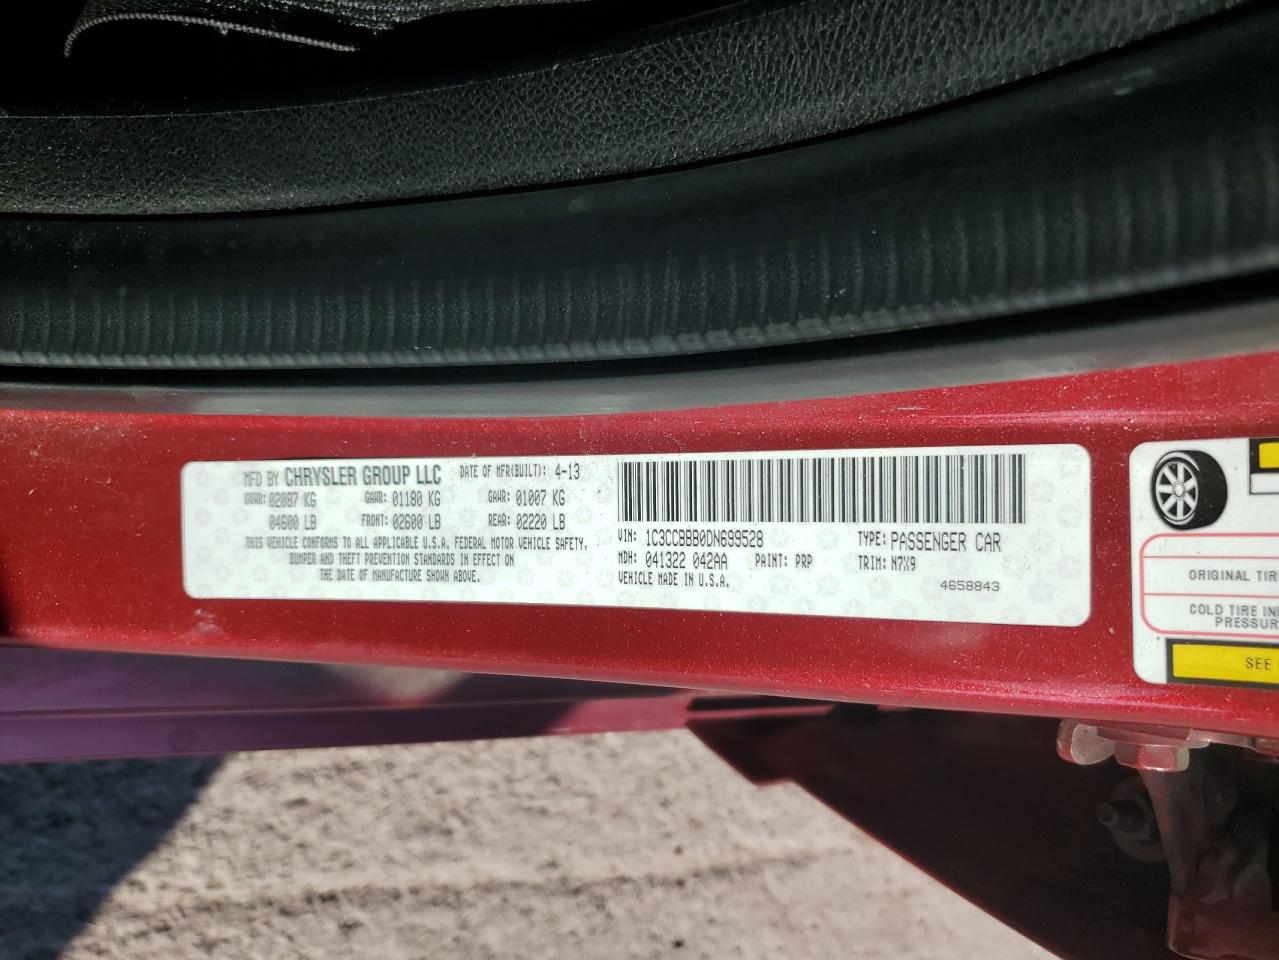 MFD BY CHRYSLER GROUP LLC DATE OF MFR(BUILT): 4-13
GVWR: 02087 KG GAWR: 01180 KG GAWR: 01007 KG
04600 LB FRONT: 02600 LB REAR: 02220 LB
THIS VEHICLE CONFORMS TO ALL APPLICABLE U.S.A. FEDERAL MOTOR VEHICLE SAFETY,
BUMPER AND THEFT PREVENTION STANDARDS IN EFFECT ON
THE DATE OF MANUFACTURE SHOWN ABOVE.
VIN: 1C3CCBBB0DN699528 TYPE: PASSENGER CAR
MDH: 041322 042AA PAINT: PRP TRIM: N7X9
VEHICLE MADE IN U.S.A. 4658843
ORIGINAL TIR
COLD TIRE IN
PRESSUR
SEE